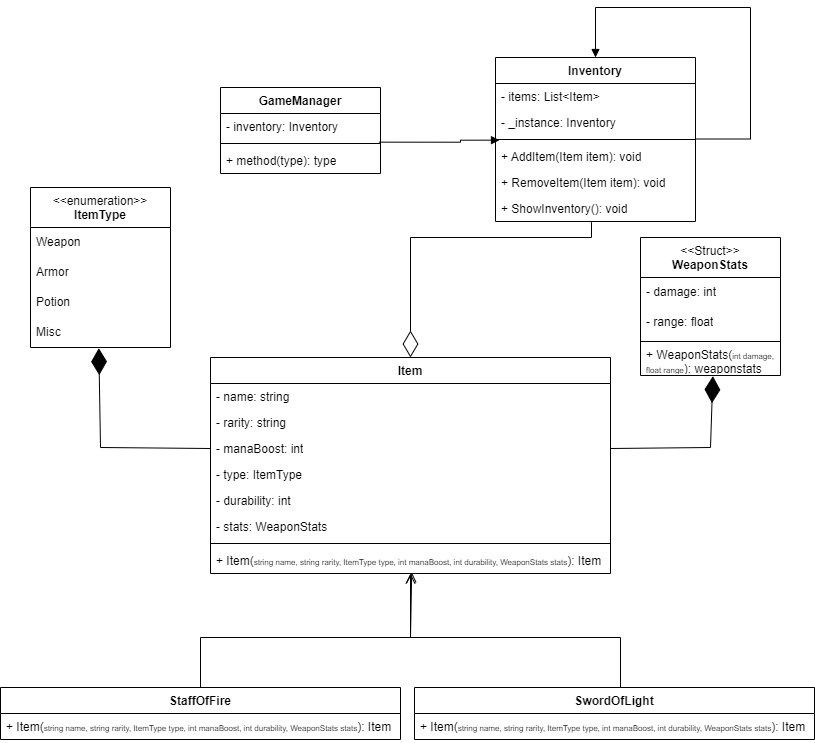 Inventory
- items: List<Item>
- _instance: Inventory
+ AddItem(Item item): void
+ RemoveItem(Item item): void
+ ShowInventory(): void
GameManager
- inventory: Inventory
+ method(type): type
<<enumeration>>
ItemType
Weapon
Armor
Potion
Misc
<<Struct>>
WeaponStats
- damage: int
- range: float
+ WeaponStats(int damage,
float range): weaponstats
Item
- name: string
- rarity: string
- manaBoost: int
- type: ItemType
- durability: int
- stats: WeaponStats
+ Item(string name, string rarity, ItemType type, int manaBoost, int durability, WeaponStats stats): Item
StaffOfFire
+ Item(string name, string rarity, ItemType type, int manaBoost, int durability, WeaponStats stats): Item
SwordOfLight
+ Item(string name, string rarity, ItemType type, int manaBoost, int durability, WeaponStats stats): Item